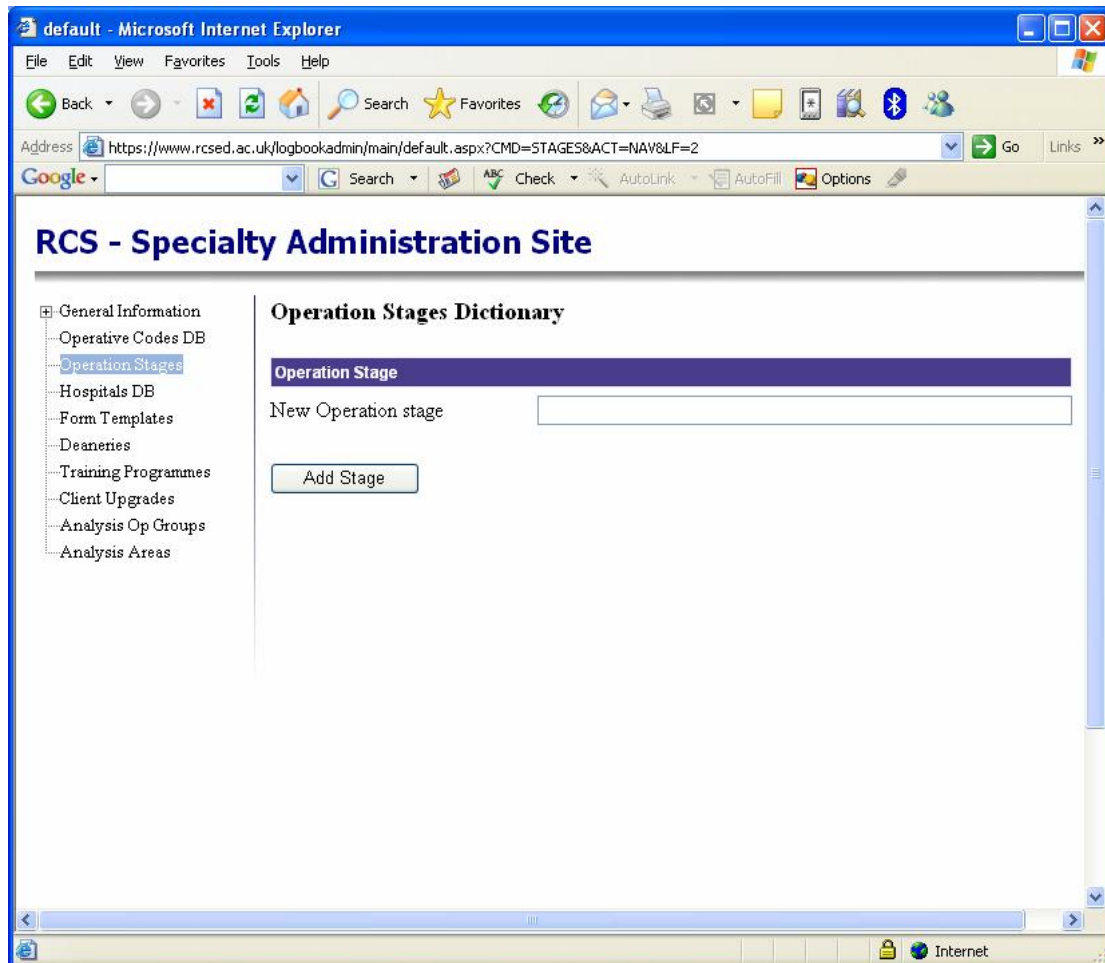 default - Microsoft Internet Explorer
File Edit View Favorites Tools Help
Back Search Favorites
Address https://www.rcsed.ac.uk/logbookadmin/main/default.aspx?CMD=STAGES&ACT=NAV&LF=2 Go Links »
Google G Search ABC Check AutoLink AutoFill Options
RCS - Specialty Administration Site
General Information
Operative Codes DB
Operation Stages
Hospitals DB
Form Templates
Deaneries
Training Programmes
Client Upgrades
Analysis Op Groups
Analysis Areas
Operation Stages Dictionary
Operation Stage
New Operation stage
Add Stage
Internet